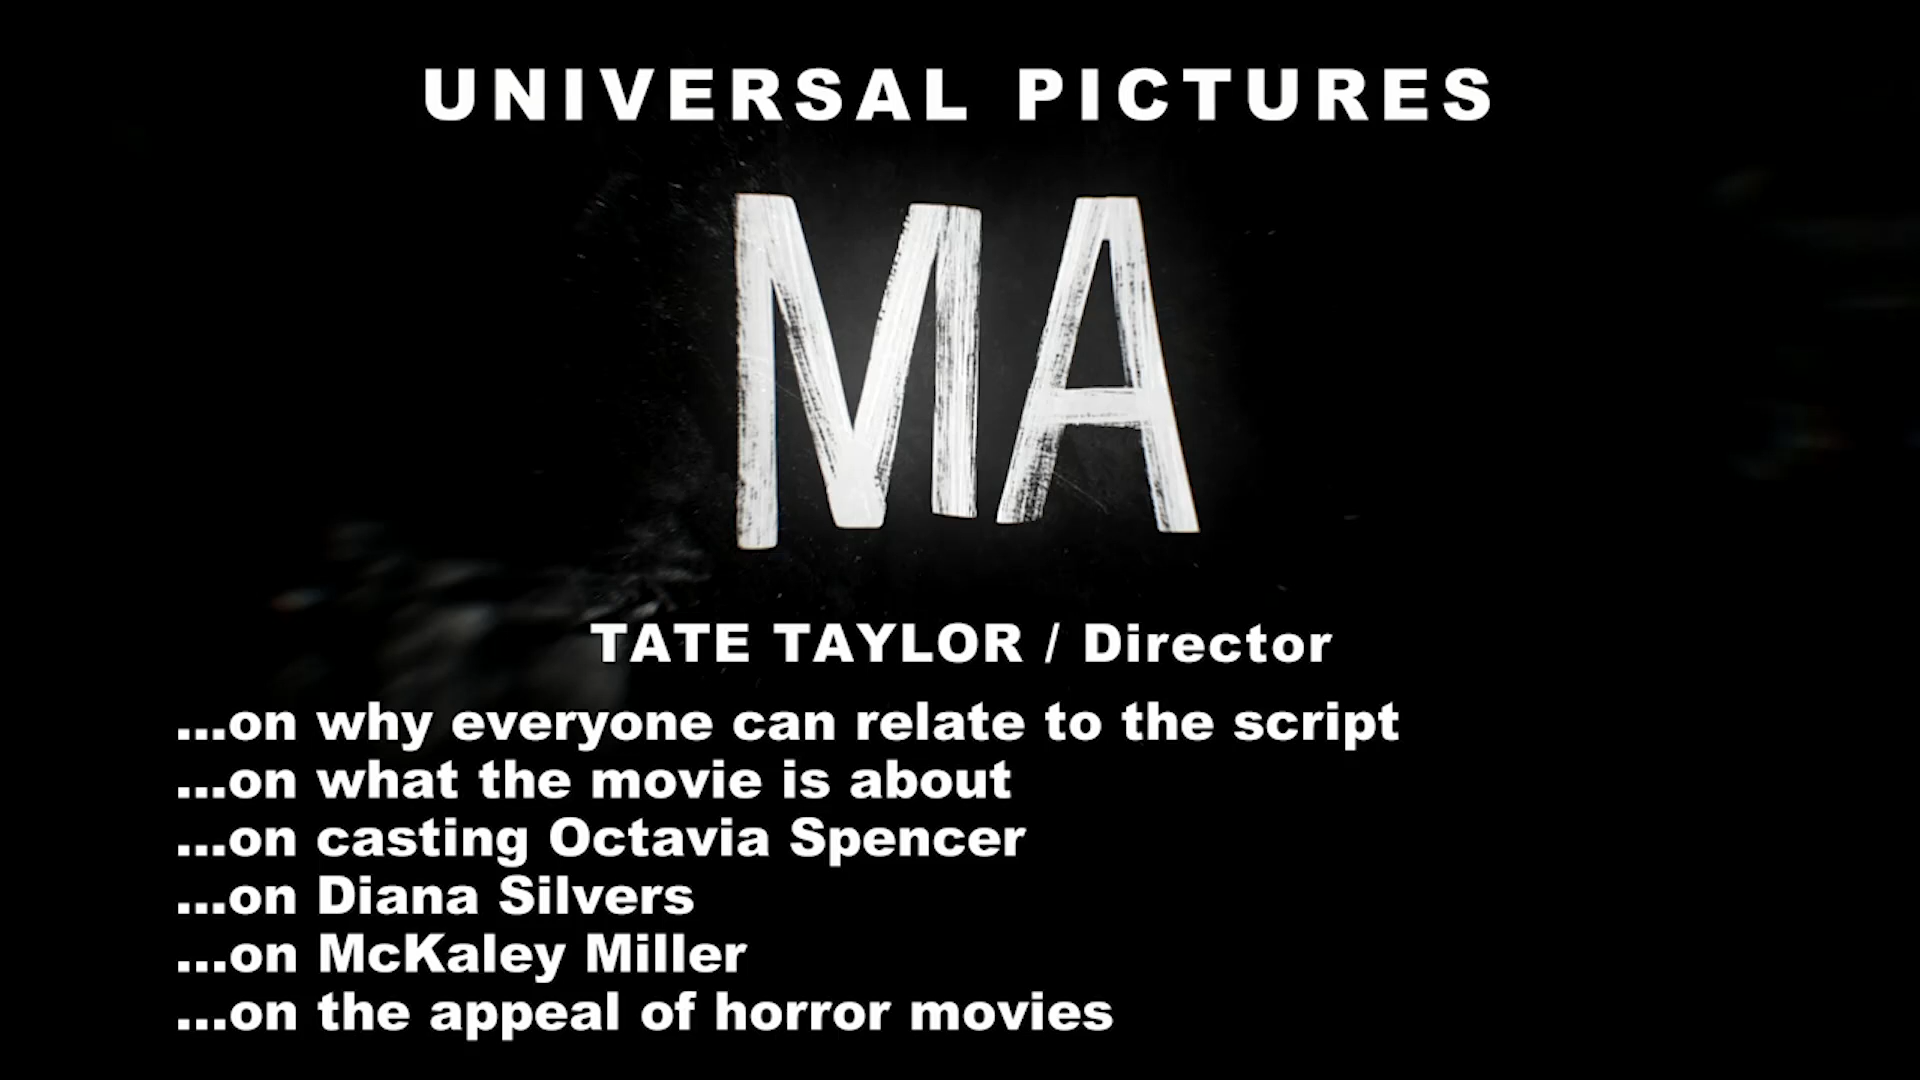 UNIVERSAL PICTURES
MA
TATE TAYLOR / Director
...on why everyone can relate to the script
...on what the movie is about
...on casting Octavia Spencer
...on Diana Silvers
...on McKaley Miller
...on the appeal of horror movies